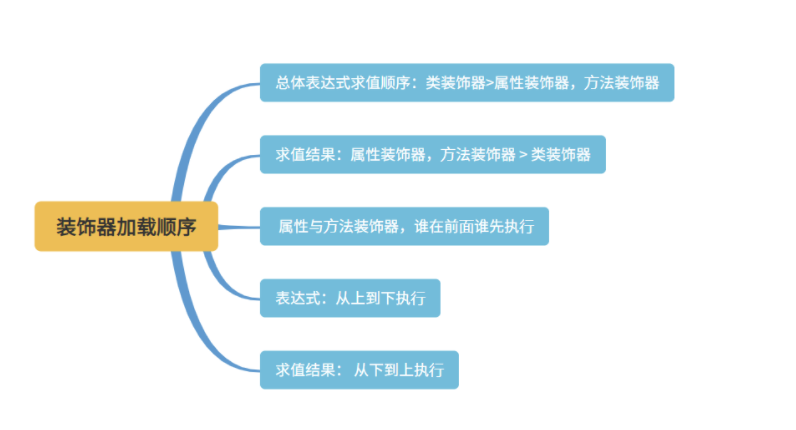 总体表达式求值顺序：类装饰器>属性装饰器，方法装饰器
求值结果：属性装饰器，方法装饰器 > 类装饰器
装饰器加载顺序
属性与方法装饰器，谁在前面谁先执行
表达式：从上到下执行
求值结果： 从下到上执行